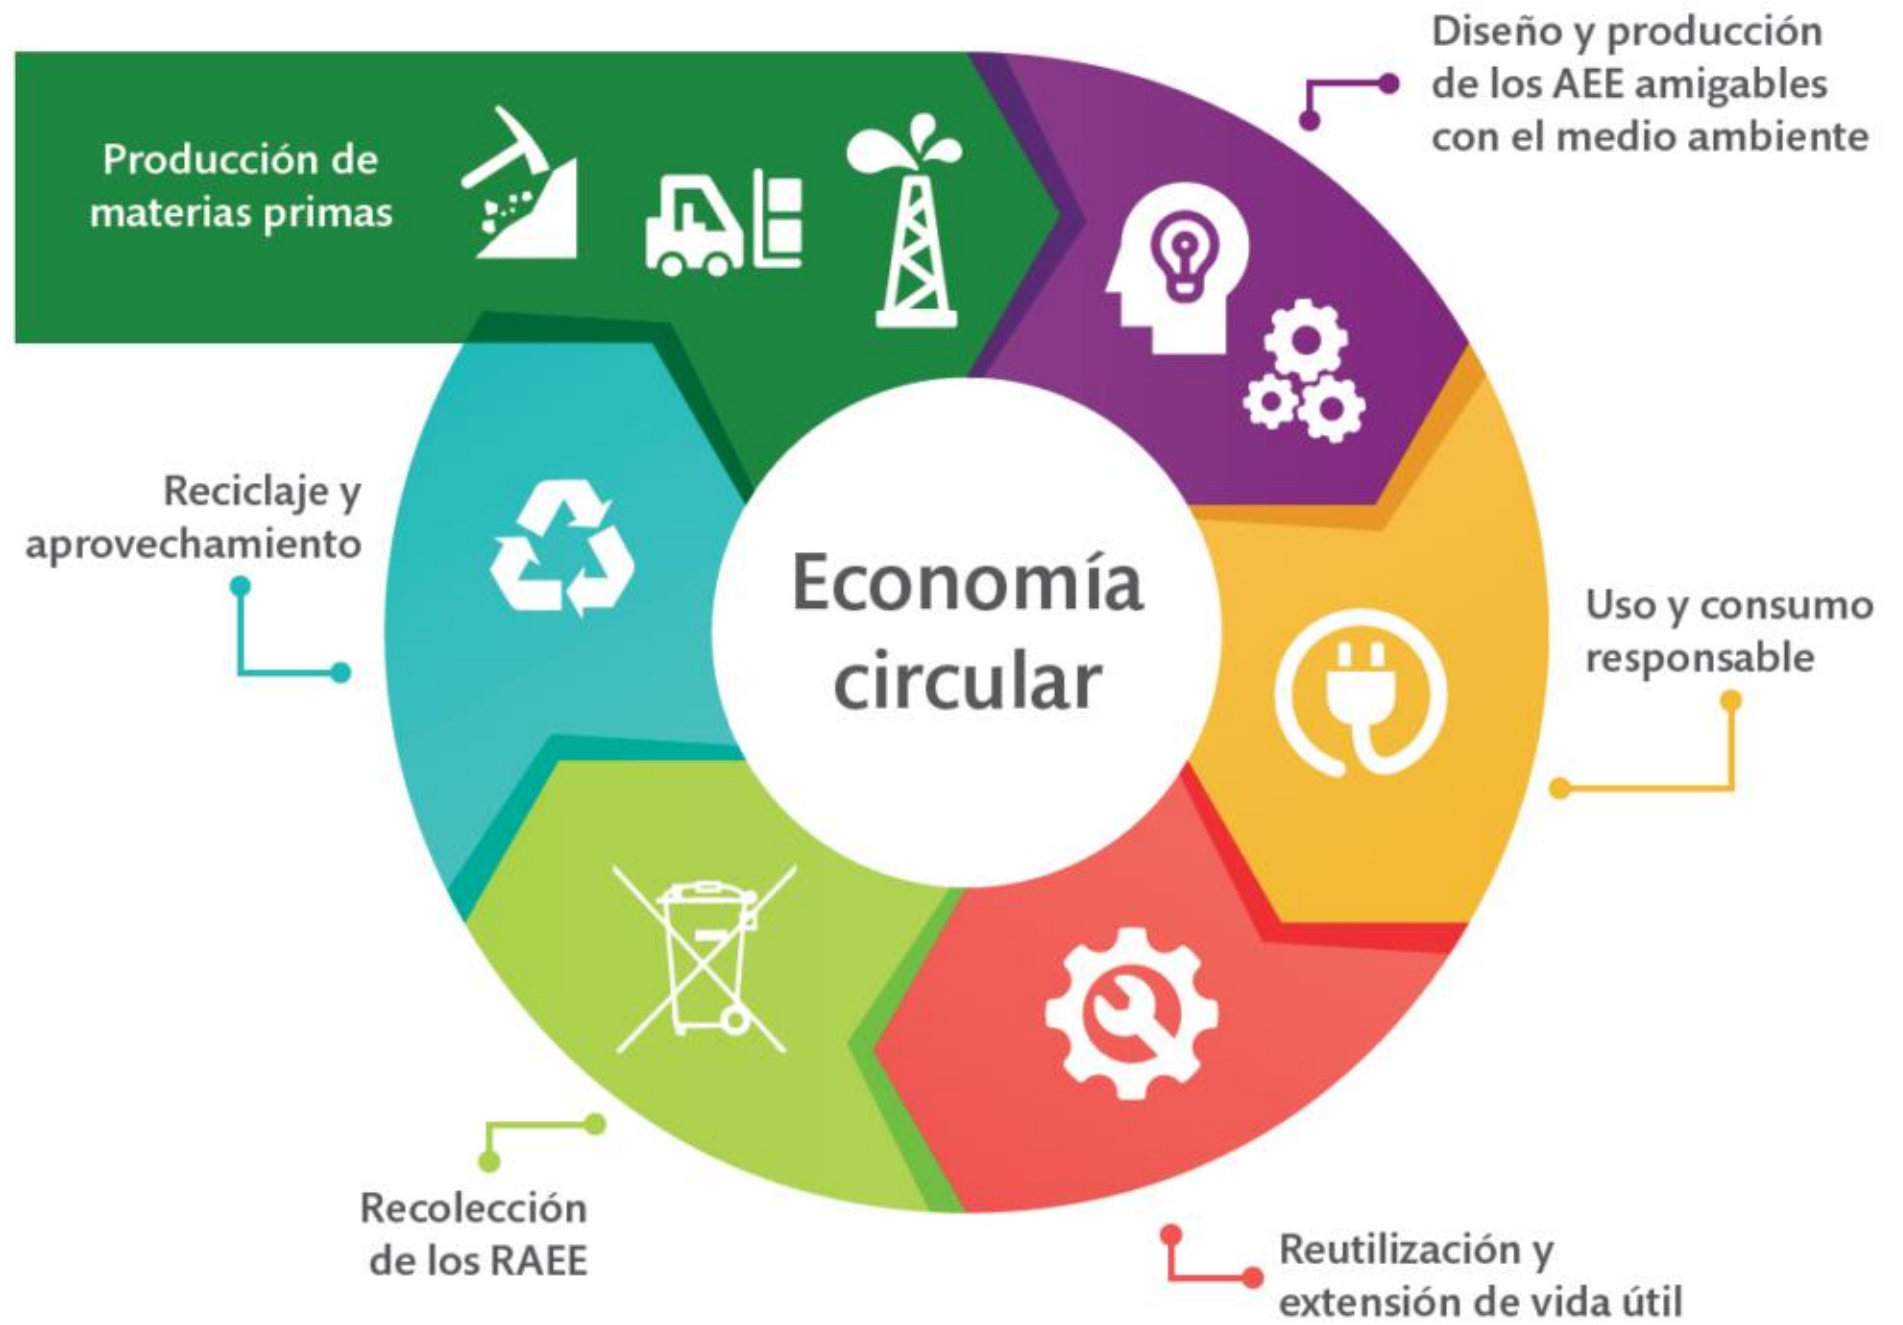 Producción de
materias primas
Diseño y producción
de los AEE amigables
con el medio ambiente
Uso y consumo
responsable
Reutilización y
extensión de vida útil
Recolección
de los RAEE
Reciclaje y
aprovechamiento
Economía
circular